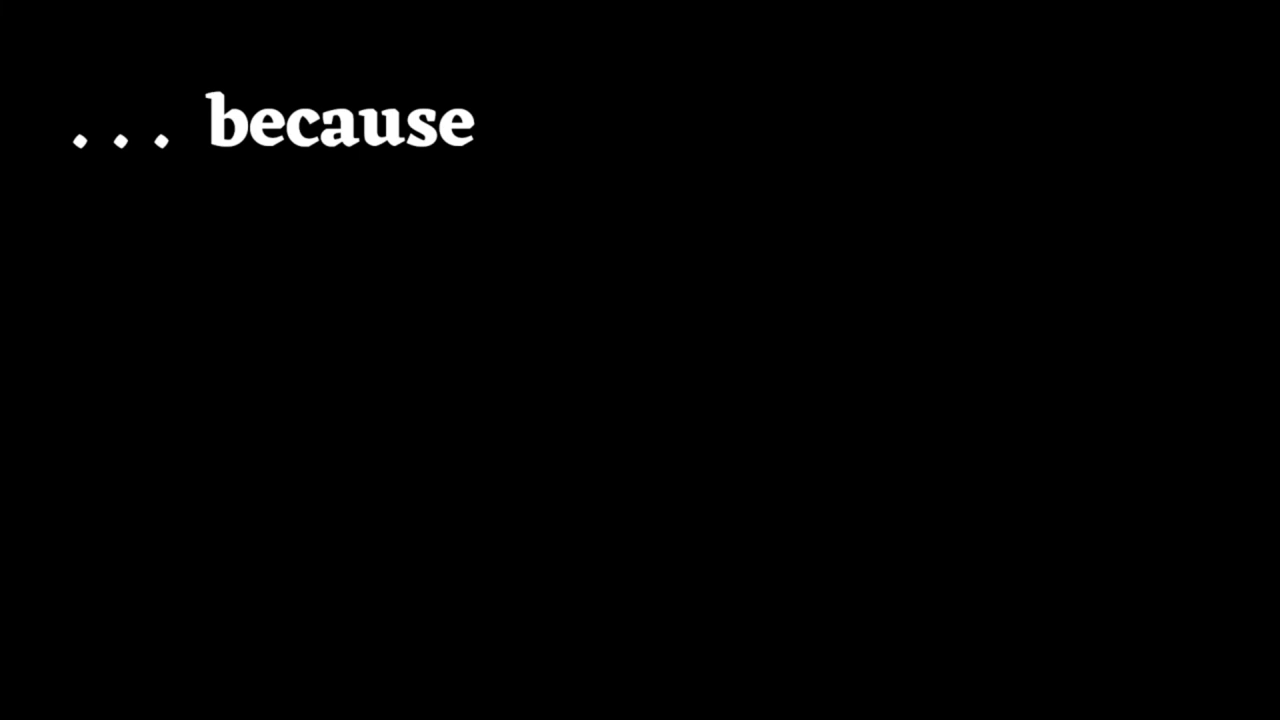 . . . because